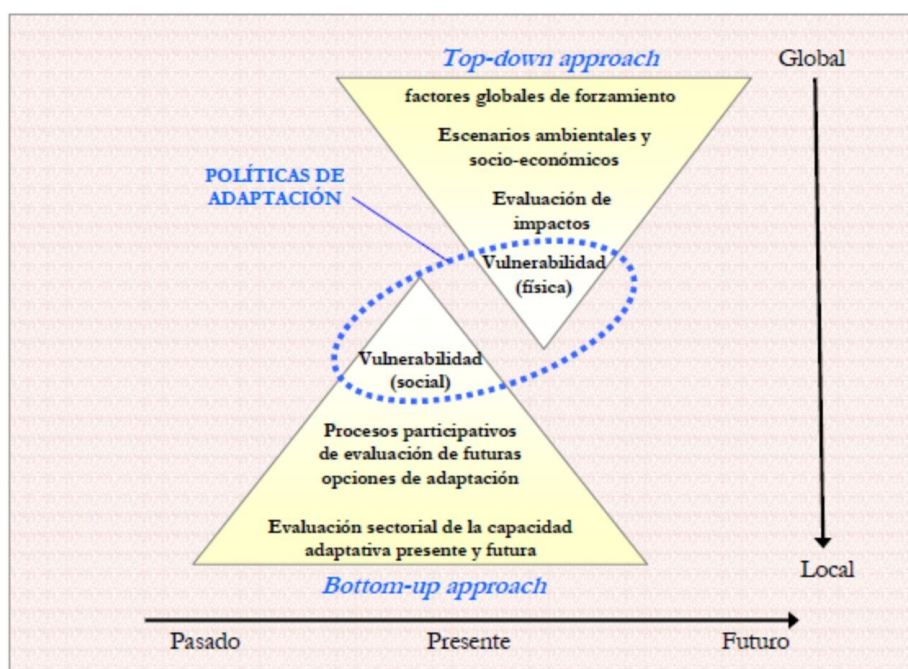 Top-down approach
Global
factores globales de forzamiento
Escenarios ambientales y
socio-económicos
POLÍTICAS DE
ADAPTACIÓN
Evaluación de
impactos
Vulnerabilidad
(física)
Vulnerabilidad
(social)
Procesos participativos
de evaluación de futuras
opciones de adaptación
Evaluación sectorial de la capacidad
adaptativa presente y futura
Local
Bottom-up approach
Pasado
Presente
Futuro